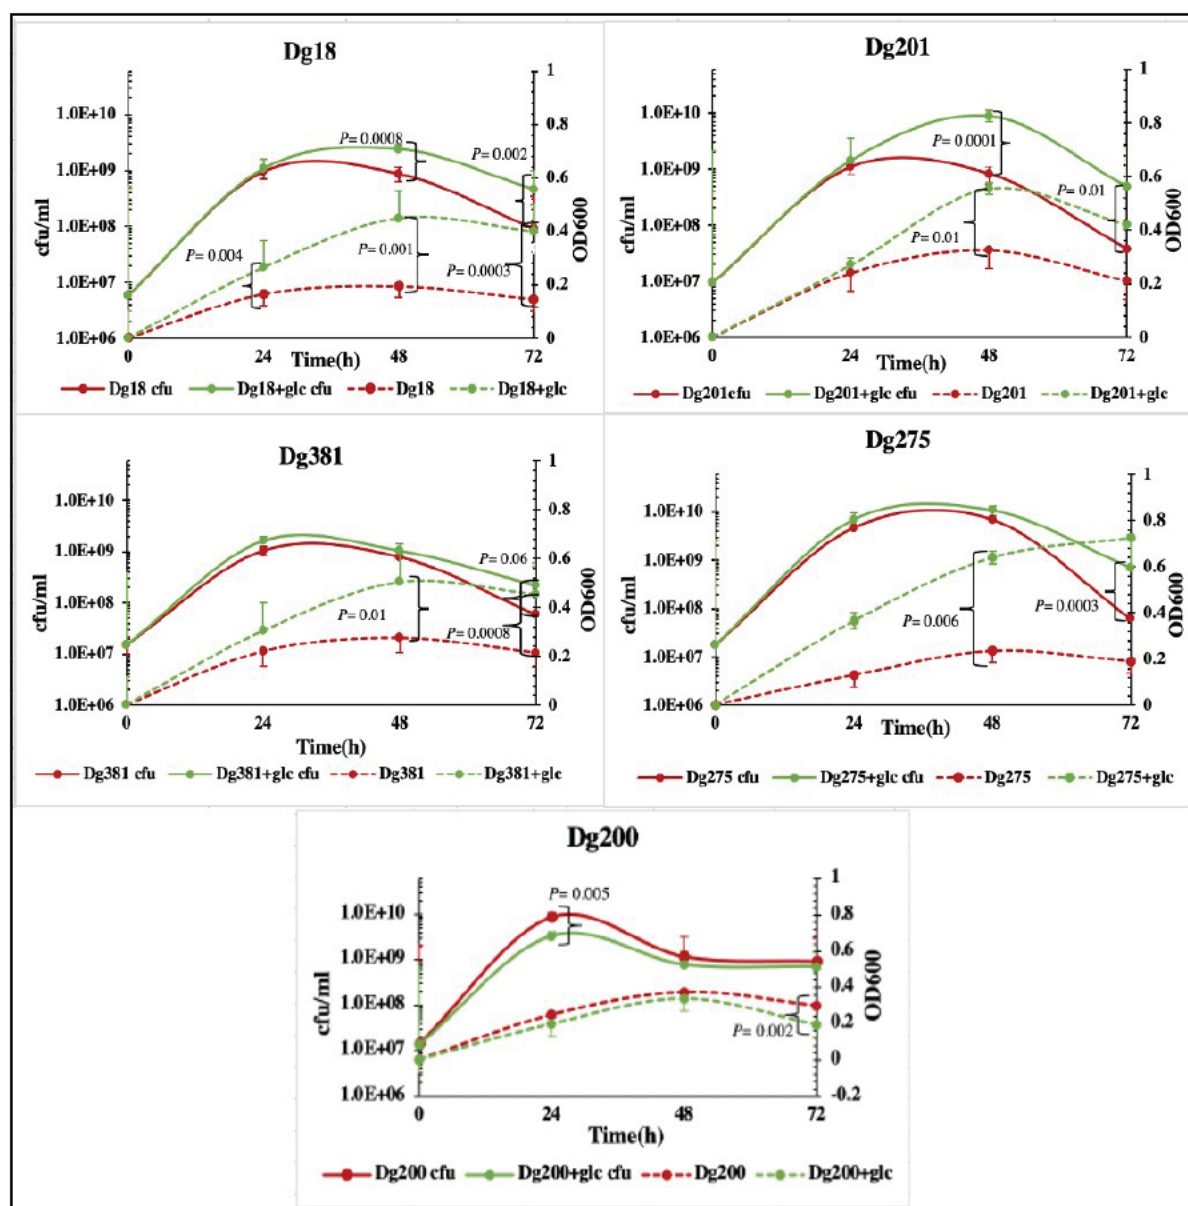 Dg18
1
1.0E+10
0.8
P= 0.0008
P= 0.002
1.0E+09
0.6
cfu/ml
1.0E+08
P= 0.004
P= 0.001
0.4
OD600
P= 0.0003
1.0E+07
0.2
1.0E+06
0
0
24
48
72
Time(h)
Dg18 cfu
Dg18+glc cfu
Dg18
Dg18+glc
Dg201
1
1.0E+10
0.8
P= 0.0001
1.0E+09
0.6
P= 0.01
cfu/ml
1.0E+08
P= 0.01
0.4
OD600
1.0E+07
0.2
1.0E+06
0
0
24
48
72
Time(h)
Dg201cfu
Dg201+glc cfu
Dg201
Dg201+glc
Dg381
1
1.0E+10
0.8
1.0E+09
P= 0.06
0.6
cfu/ml
1.0E+08
P= 0.01
0.4
OD600
P= 0.0008
1.0E+07
0.2
1.0E+06
0
0
24
48
72
Time(h)
Dg381 cfu
Dg381+glc cfu
Dg381
Dg381+glc
Dg275
1
1.0E+10
0.8
1.0E+09
0.6
cfu/ml
1.0E+08
P= 0.006
P= 0.0003
0.4
OD600
1.0E+07
0.2
1.0E+06
0
0
24
48
72
Time(h)
Dg275 cfu
Dg275+glc cfu
Dg275
Dg275+glc
Dg200
1
P= 0.005
1.0E+10
0.8
1.0E+09
0.6
cfu/ml
0.4
OD600
1.0E+08
0.2
P= 0.002
1.0E+07
0
1.0E+06
-0.2
0
24
48
72
Time(h)
Dg200 cfu
Dg200+glc cfu
Dg200
Dg200+glc